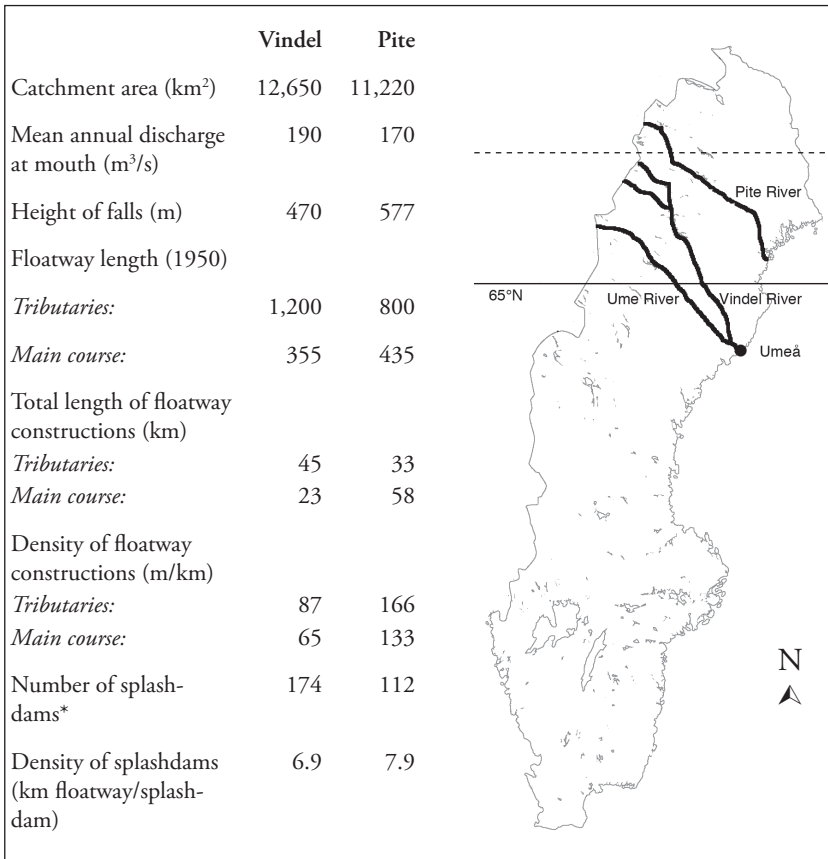 Vindel Pite
Catchment area (km²) 12,650 11,220
Mean annual discharge 190 170
at mouth (m³/s)
Height of falls (m) 470 577
Floatway length (1950)
Tributaries: 1,200 800
Main course: 355 435
Total length of floatway
constructions (km)
Tributaries: 45 33
Main course: 23 58
Density of floatway
constructions (m/km)
Tributaries: 87 166
Main course: 65 133
Number of splash- 174 112
dams*
Density of splashdams 6.9 7.9
(km floatway/splash-
dam)
Pite River
65°N
Ume River
Vindel River
Umeå
N